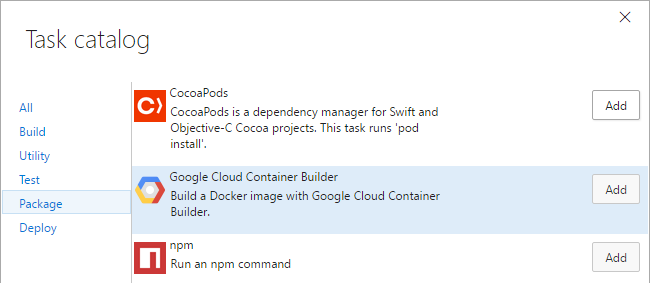 Task catalog
All
Build
Utility
Test
Package
Deploy
CocoaPods
CocoaPods is a dependency manager for Swift and
Objective-C Cocoa projects. This task runs 'pod
install'.
Add
Google Cloud Container Builder
Build a Docker image with Google Cloud Container
Builder.
Add
npm
Run an npm command
Add